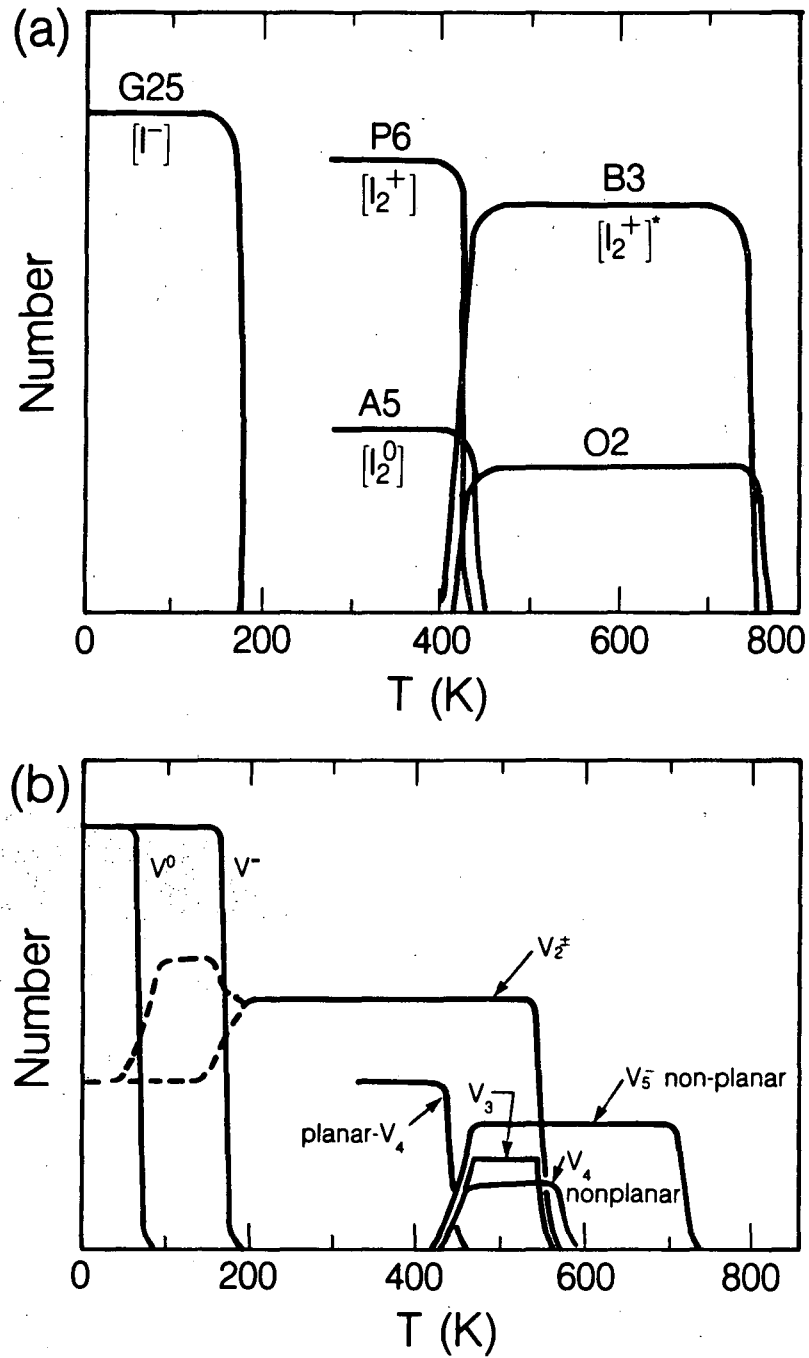 (a)
G25
[I⁻]
P6
[I₂⁺]
B3
[I₂⁺]*
A5
[I₂⁰]
O2
Number
0 200 400 600 800
T (K)
(b)
V⁰
V⁻
V₂±
V₅⁻ non-planar
V₃
planar-V₄
V₄
nonplanar
Number
0 200 400 600 800
T (K)